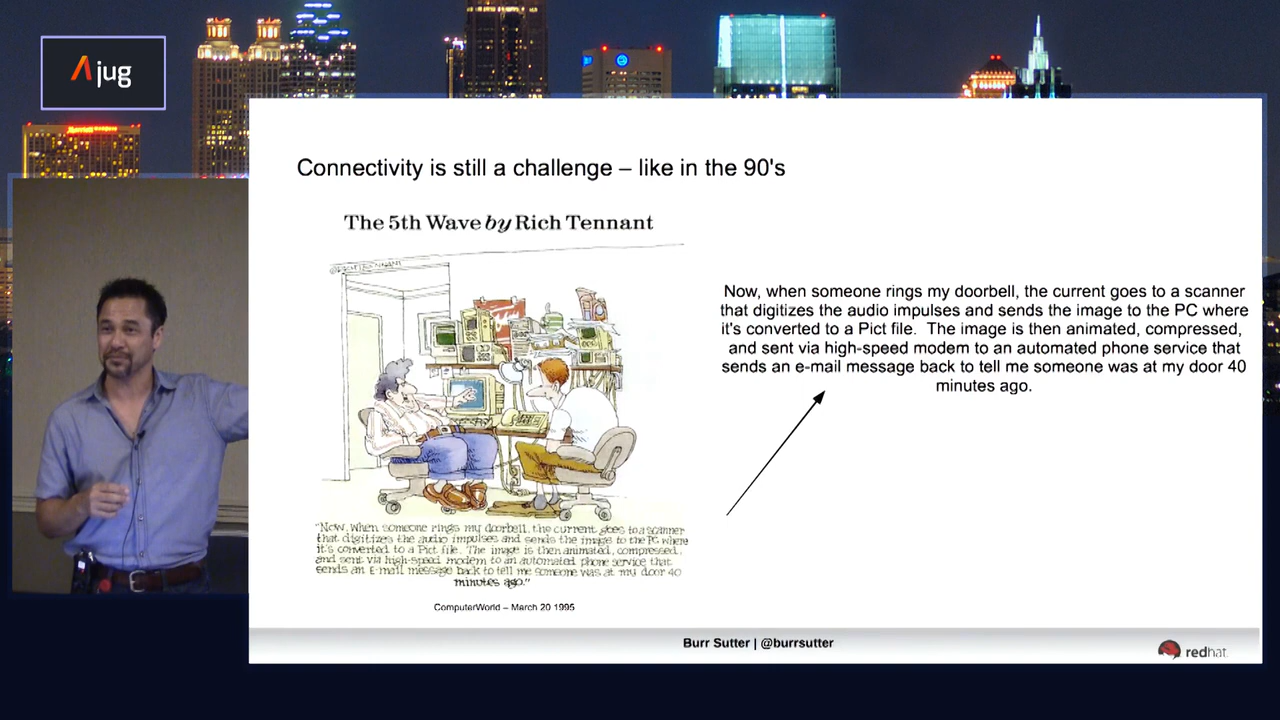 jug
Connectivity is still a challenge – like in the 90's
The 5th Wave by Rich Tennant
Now, when someone rings my doorbell, the current goes to a scanner
that digitizes the audio impulses and sends the image to the PC where
it's converted to a Pict file.  The image is then animated, compressed,
and sent via high-speed modem to an automated phone service that
sends an e-mail message back to tell me someone was at my door 40
minutes ago.
"Now, when someone rings my doorbell, the current goes to a scanner
that digitizes the audio impulses and sends the image to the PC where
it's converted to a Pict file. The image is then animated, compressed,
and sent via high-speed modem to an automated phone service that
sends an E-mail message back to tell me someone was at my door 40
minutes ago."
ComputerWorld – March 20 1995
Burr Sutter | @burrsutter
redhat.